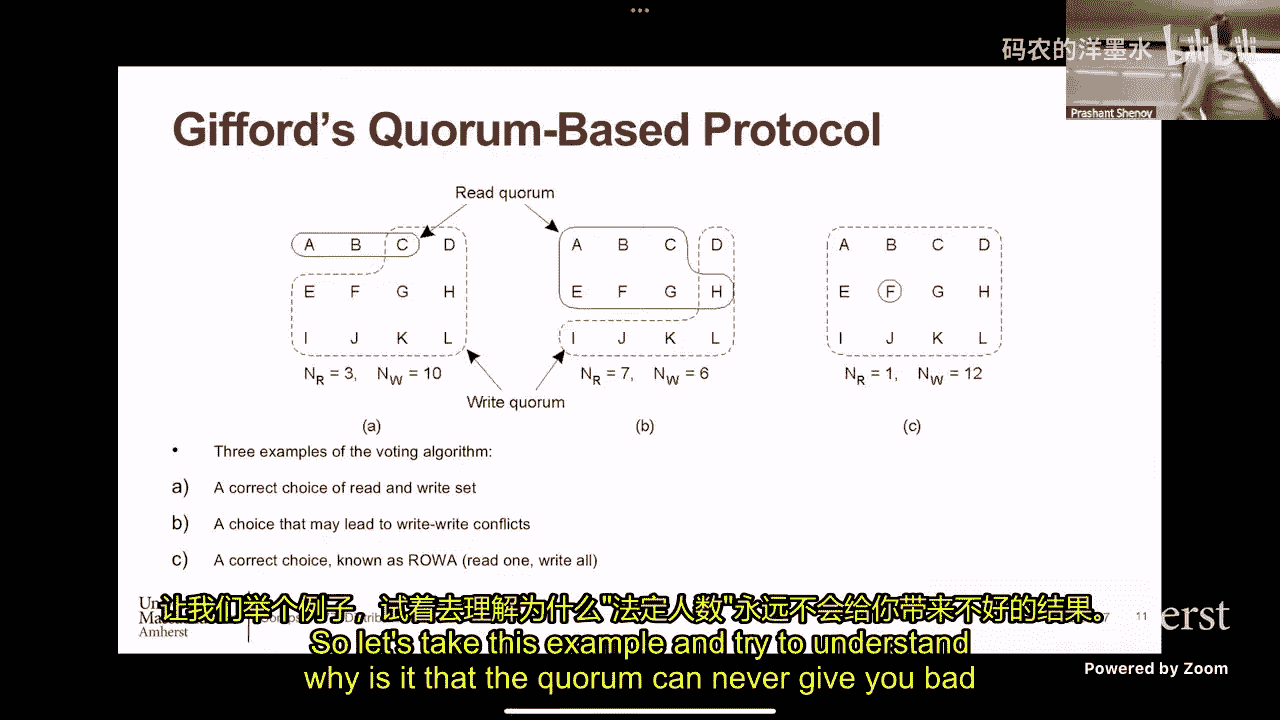 码农的洋墨水 bilibili
Prashant Shenoy
Gifford's Quorum-Based Protocol
Read quorum
A B C D
E F G H
I J K L
N_R = 3, N_W = 10
(a)
A B C D
E F G H
I J K L
N_R = 7, N_W = 6
(b)
A B C D
E F G H
I J K L
N_R = 1, N_W = 12
(c)
Write quorum
• Three examples of the voting algorithm:
a) A correct choice of read and write set
b) A choice that may lead to write-write conflicts
c) A correct choice, known as ROWA (read one, write all)
Amherst
11
erst
让我们举个例子，试着去理解为什么"法定人数"永远不会给你带来不好的结果。
So let's take this example and try to understand
why is it that the quorum can never give you bad
Powered by Zoom